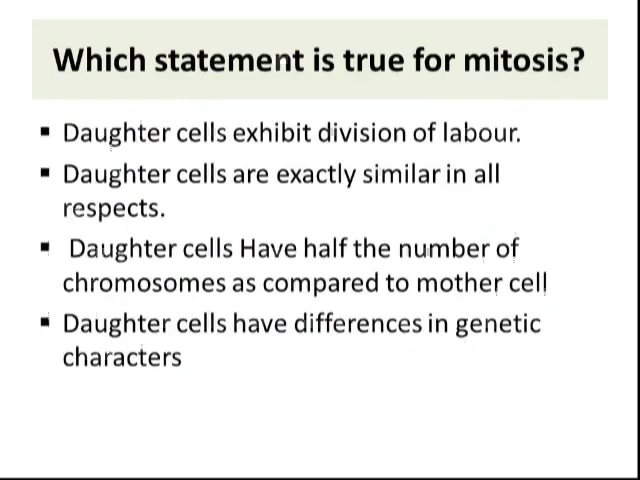 Which statement is true for mitosis?
▪ Daughter cells exhibit division of labour.
▪ Daughter cells are exactly similar in all
respects.
▪ Daughter cells Have half the number of
chromosomes as compared to mother cell
▪ Daughter cells have differences in genetic
characters